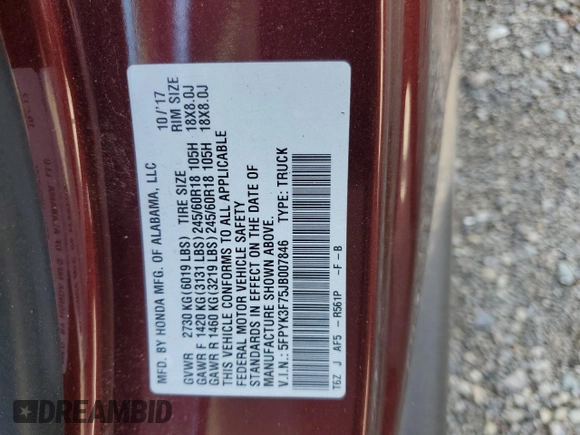 MFD. BY HONDA MFG. OF ALABAMA, LLC 10/'17
GVWR 2730 KG(6019 LBS) TIRE SIZE RIM SIZE
GAWR F 1420 KG(3131 LBS)245/60R18 105H 18X8.0J
GAWR R 1460 KG(3219 LBS)245/60R18 105H 18X8.0J
THIS VEHICLE CONFORMS TO ALL APPLICABLE
FEDERAL MOTOR VEHICLE SAFETY
STANDARDS IN EFFECT ON THE DATE OF
MANUFACTURE SHOWN ABOVE.
V.I.N.: 5FPYK3F75JB007846 TYPE: TRUCK
T6Z J AF5 - R561P -F -B
DREAMBID